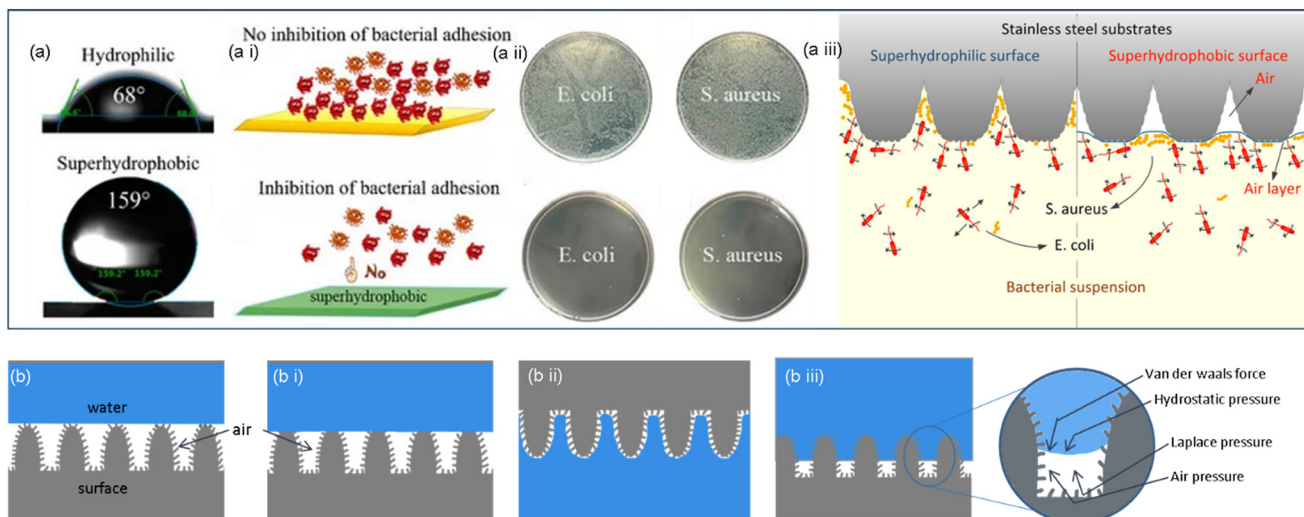 (a)
Hydrophilic
68°
Superhydrophobic
159°
159.2° 159.2°
(a i)
No inhibition of bacterial adhesion
Inhibition of bacterial adhesion
No
superhydrophobic
(a ii)
E. coli
S. aureus
E. coli
S. aureus
(a iii)
Stainless steel substrates
Superhydrophilic surface
Superhydrophobic surface
Air
Air layer
S. aureus
E. coli
Bacterial suspension
(b)
water
air
surface
(b i)
(b ii)
(b iii)
Van der waals force
Hydrostatic pressure
Laplace pressure
Air pressure